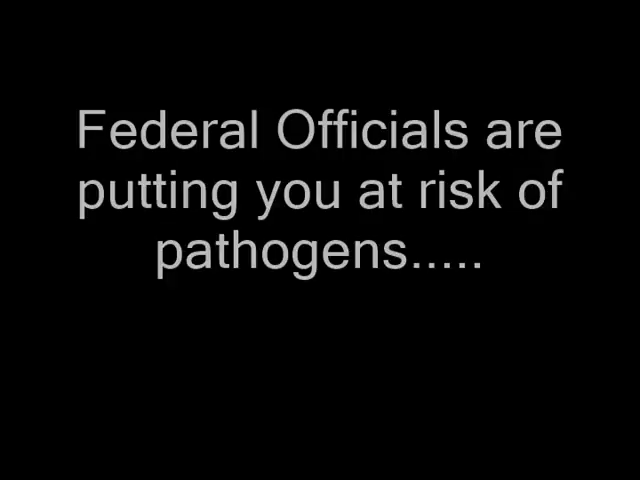 Federal Officials are
putting you at risk of
pathogens.....